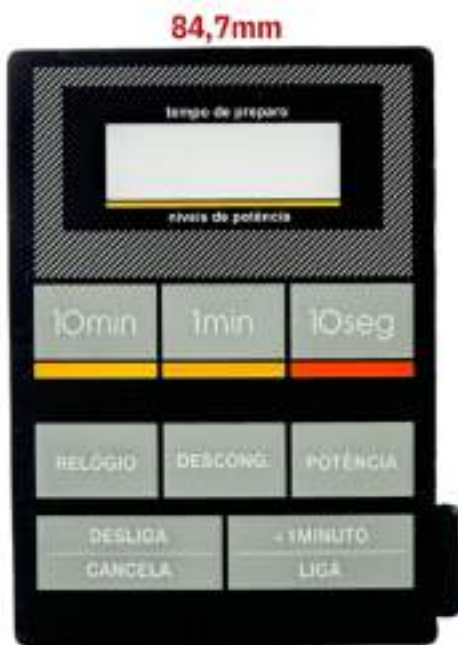 84,7mm
tempo de preparo
níveis de potência
10min 1min 10seg
RELÓGIO DESCONG. POTÊNCIA
DESLIGA +1MINUTO
CANCELA LIGA